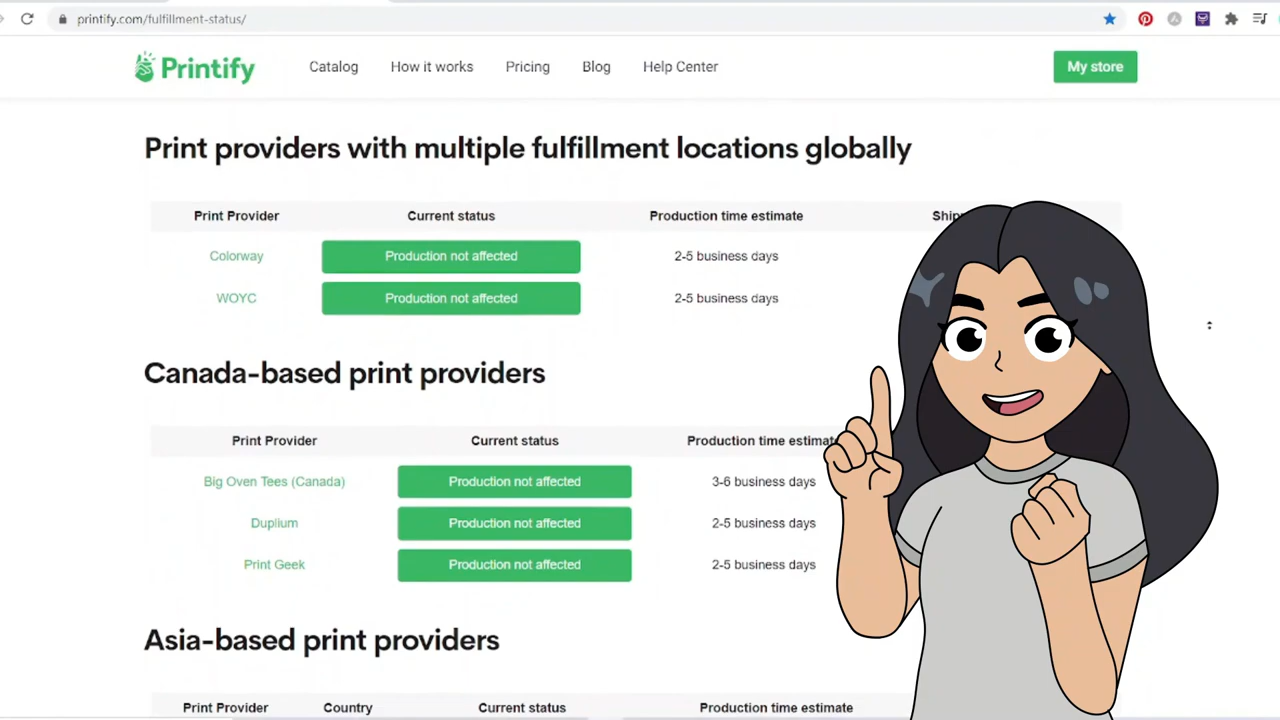 printify.com/fulfillment-status/
Printify Catalog How it works Pricing Blog Help Center My store
Print providers with multiple fulfillment locations globally
Print Provider Current status Production time estimate
Colorway Production not affected 2-5 business days
WOYC Production not affected 2-5 business days
Canada-based print providers
Print Provider Current status Production time estimate
Big Oven Tees (Canada) Production not affected 3-6 business days
Duplium Production not affected 2-5 business days
Print Geek Production not affected 2-5 business days
Asia-based print providers
Print Provider Country Current status Production time estimate